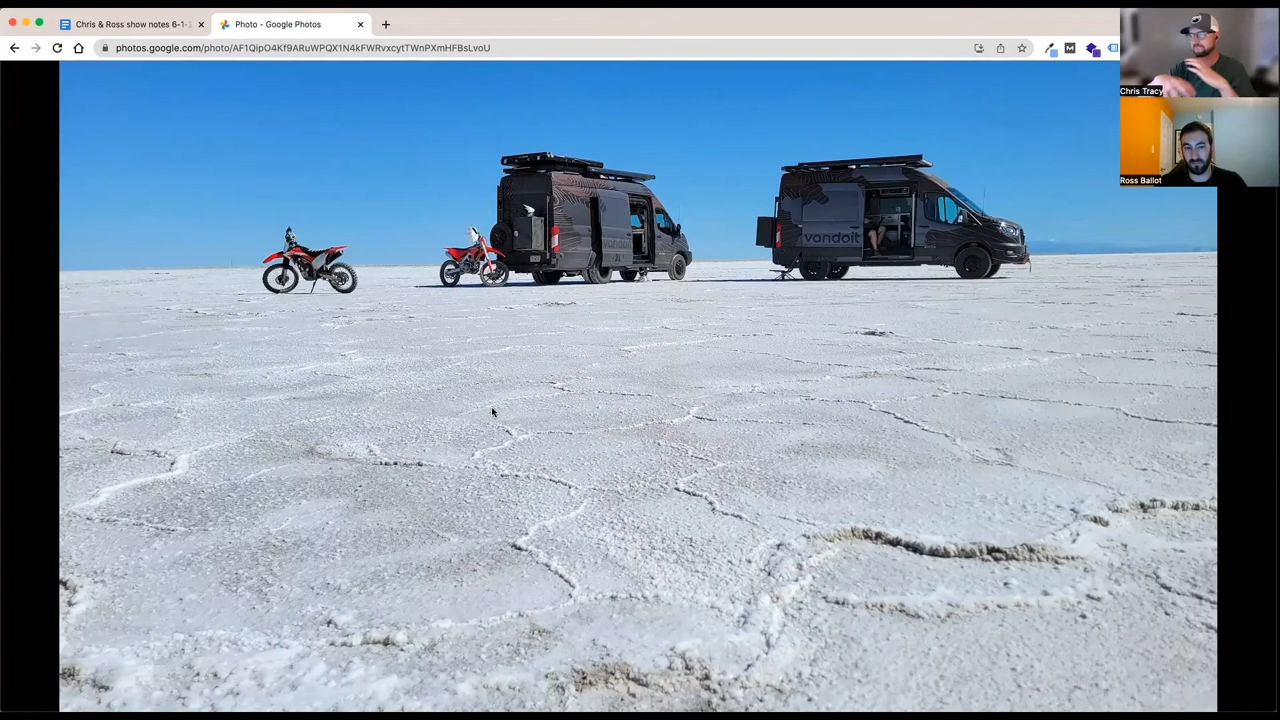 Chris & Ross show notes 6-1-2
Photo - Google Photos
photos.google.com/photo/AF1QipO4Kf9ARuWPQX1N4kFWRvxcytTWnPXmHFBsLvoU
Chris Tracy
Ross Ballot
vandoit
vandoit